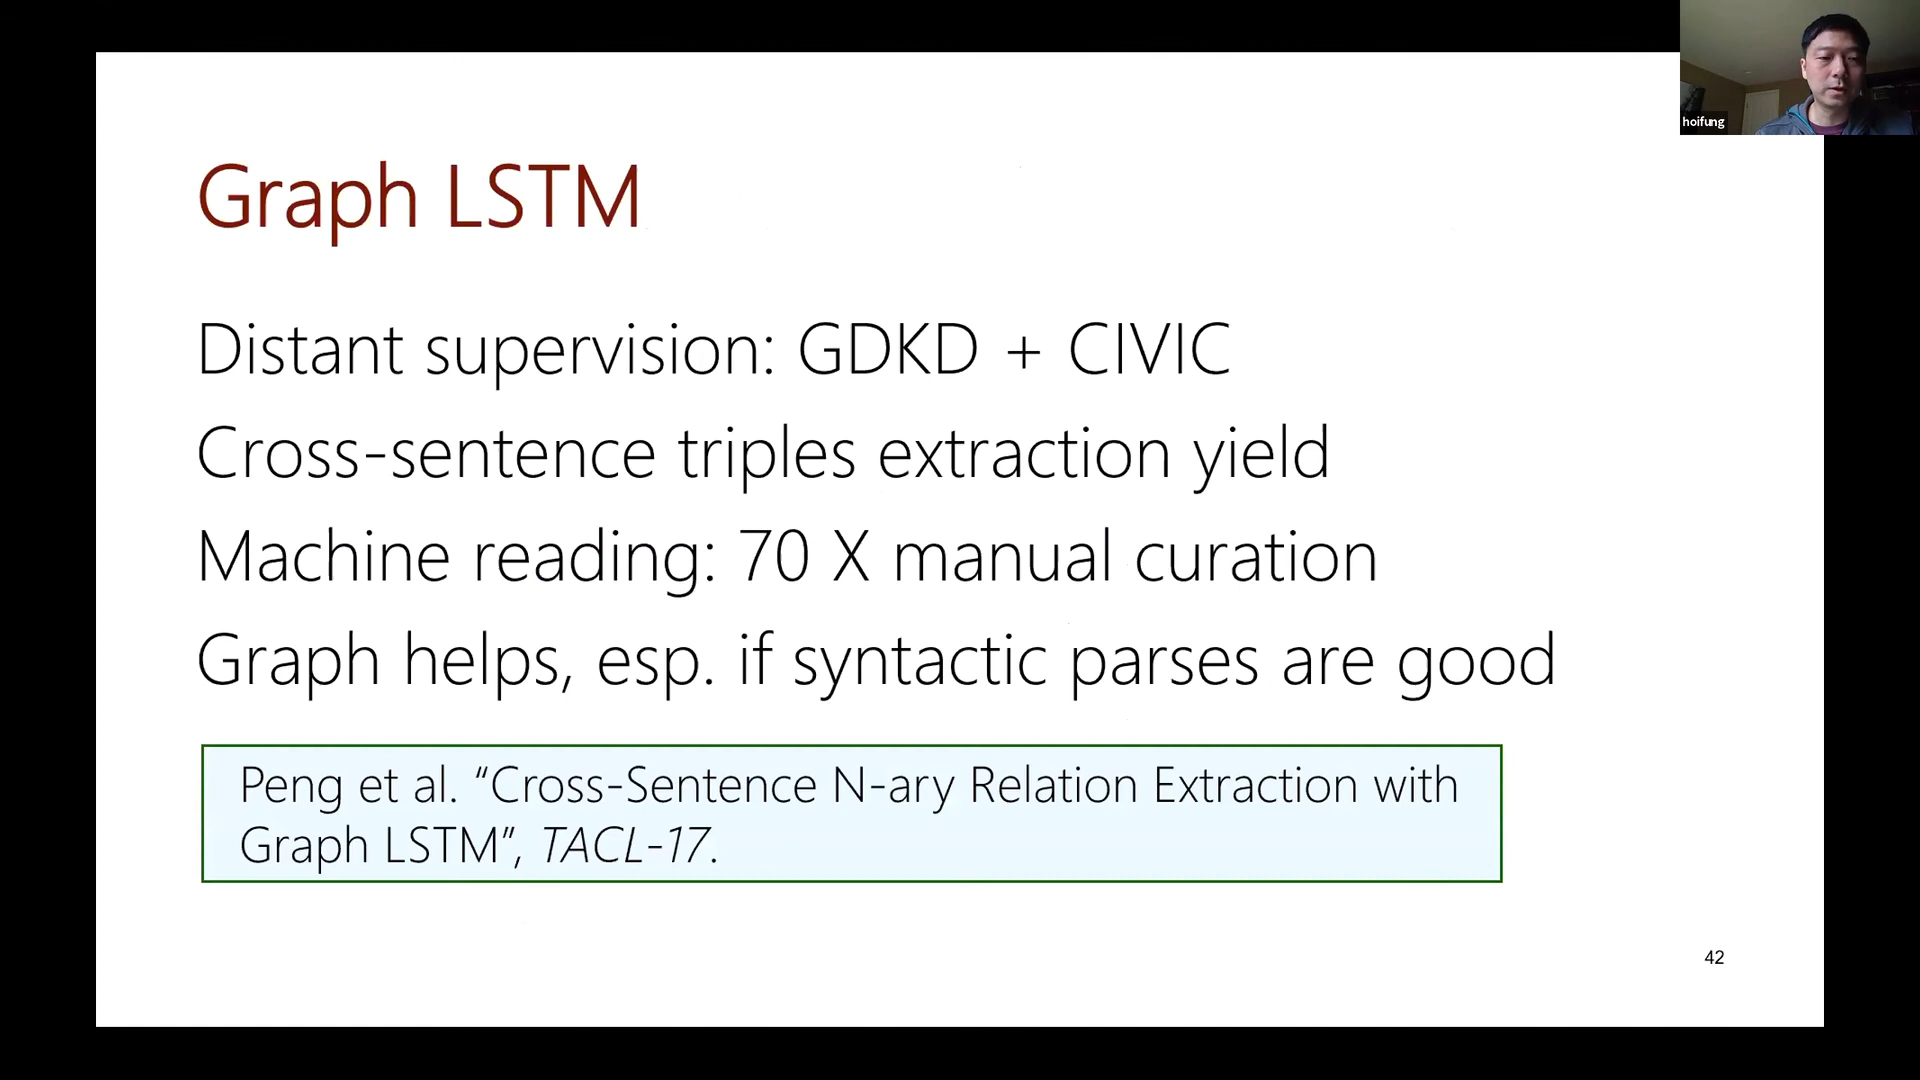 hoifung
Graph LSTM
Distant supervision: GDKD + CIVIC
Cross-sentence triples extraction yield
Machine reading: 70 X manual curation
Graph helps, esp. if syntactic parses are good
Peng et al. “Cross-Sentence N-ary Relation Extraction with
Graph LSTM”, TACL-17.
42